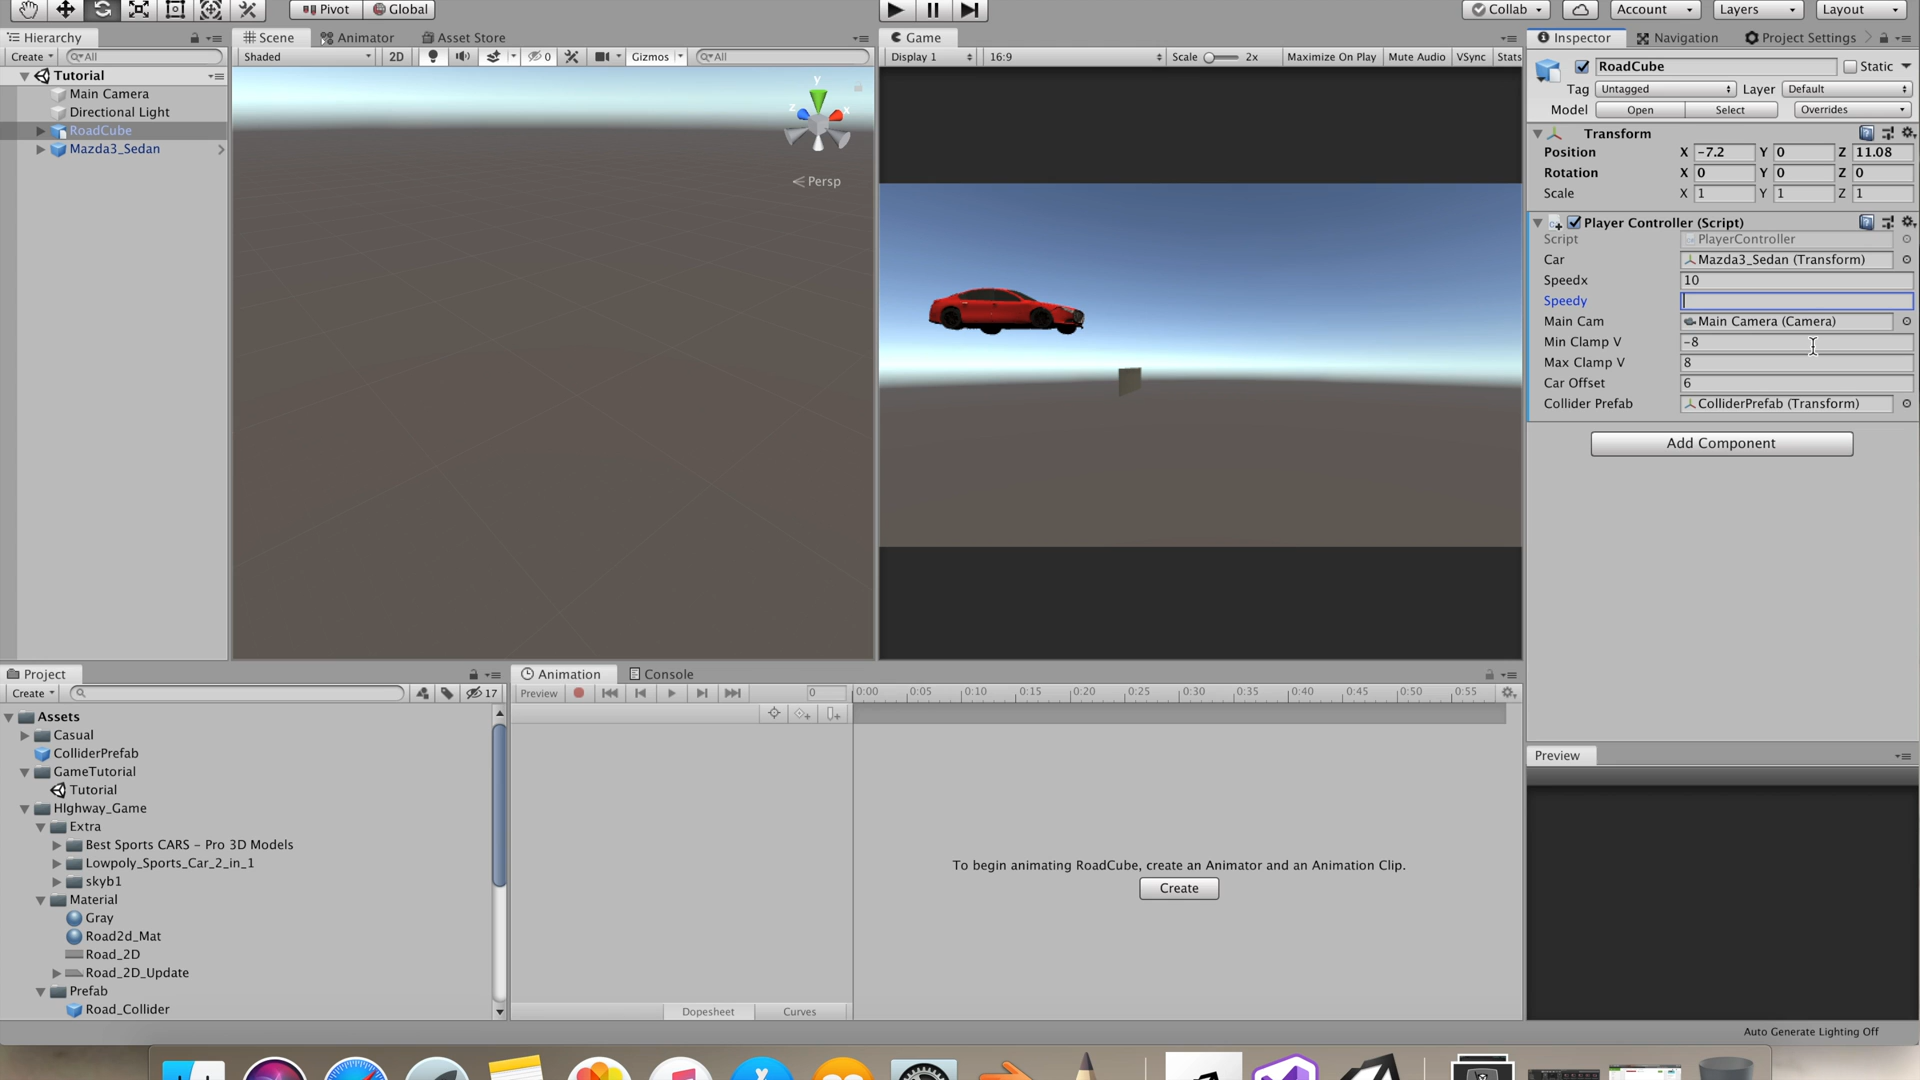 Pivot Global Collab Account Layers Layout
Hierarchy Scene Animator Asset Store Game Inspector Navigation Project Settings
Create All Shaded 2D 0 Gizmos All Display 1 16:9 Scale 2x Maximize On Play Mute Audio VSync Stats
RoadCube Static
Tag Untagged Layer Default
Model Open Select Overrides
Tutorial
Main Camera
Directional Light
RoadCube
Mazda3_Sedan
y
z x
Persp
Transform
Position X -7.2 Y 0 Z 11.08
Rotation X 0 Y 0 Z 0
Scale X 1 Y 1 Z 1
Player Controller (Script)
Script PlayerController
Car Mazda3_Sedan (Transform)
Speedx 10
Speedy
Main Cam Main Camera (Camera)
Min Clamp V -8
Max Clamp V 8
Car Offset 6
Collider Prefab ColliderPrefab (Transform)
Add Component
Project Animation Console
Create 17 Preview 0 0:00 0:05 0:10 0:15 0:20 0:25 0:30 0:35 0:40 0:45 0:50 0:55
Assets
Casual
ColliderPrefab
GameTutorial
Tutorial
HIghway_Game
Extra
Best Sports CARS - Pro 3D Models
Lowpoly_Sports_Car_2_in_1
skyb1
Material
Gray
Road2d_Mat
Road_2D
Road_2D_Update
Prefab
Road_Collider
To begin animating RoadCube, create an Animator and an Animation Clip.
Create
Dopesheet Curves
Preview
Auto Generate Lighting Off